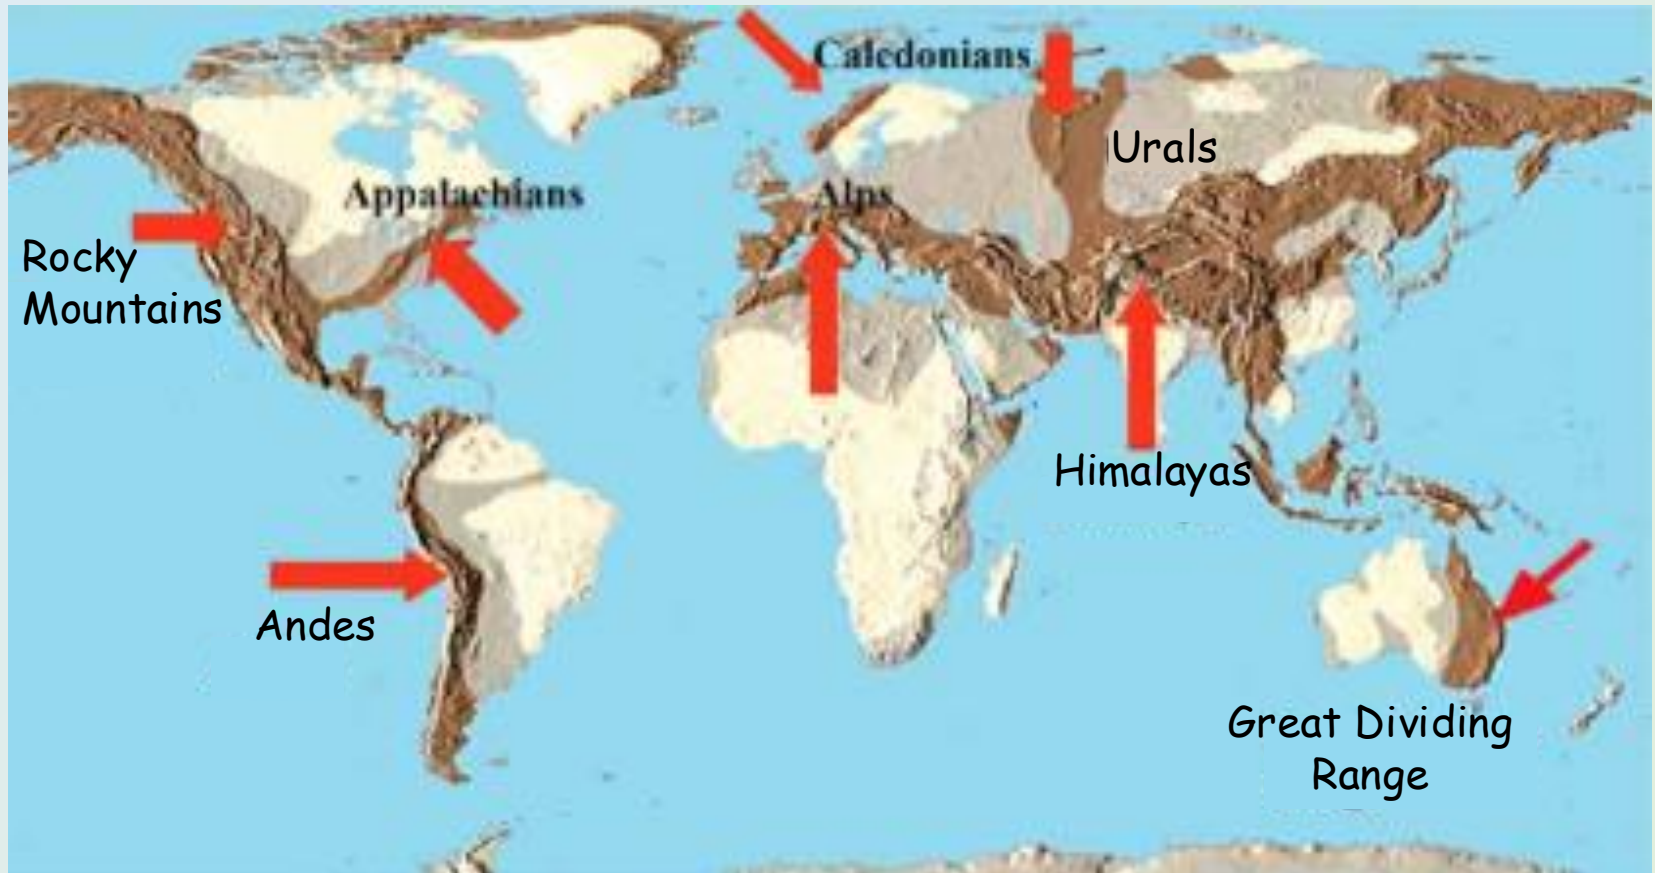 Caledonians
Urals
Appalachians
Alps
Rocky
Mountains
Himalayas
Andes
Great Dividing
Range